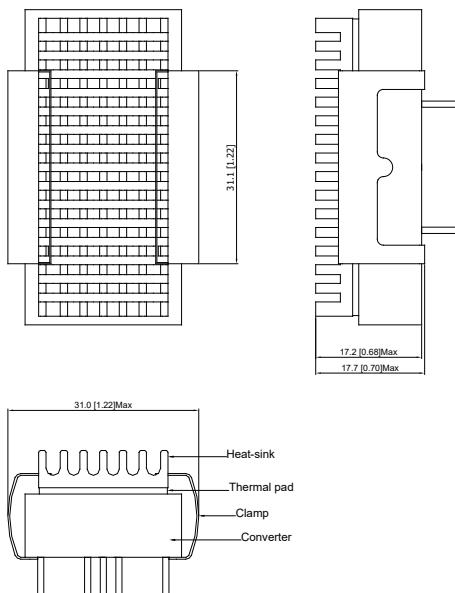 31.1 [1.22]
17.2 [0.68]Max
17.7 [0.70]Max
31.0 [1.22]Max
Heat-sink
Thermal pad
Clamp
Converter